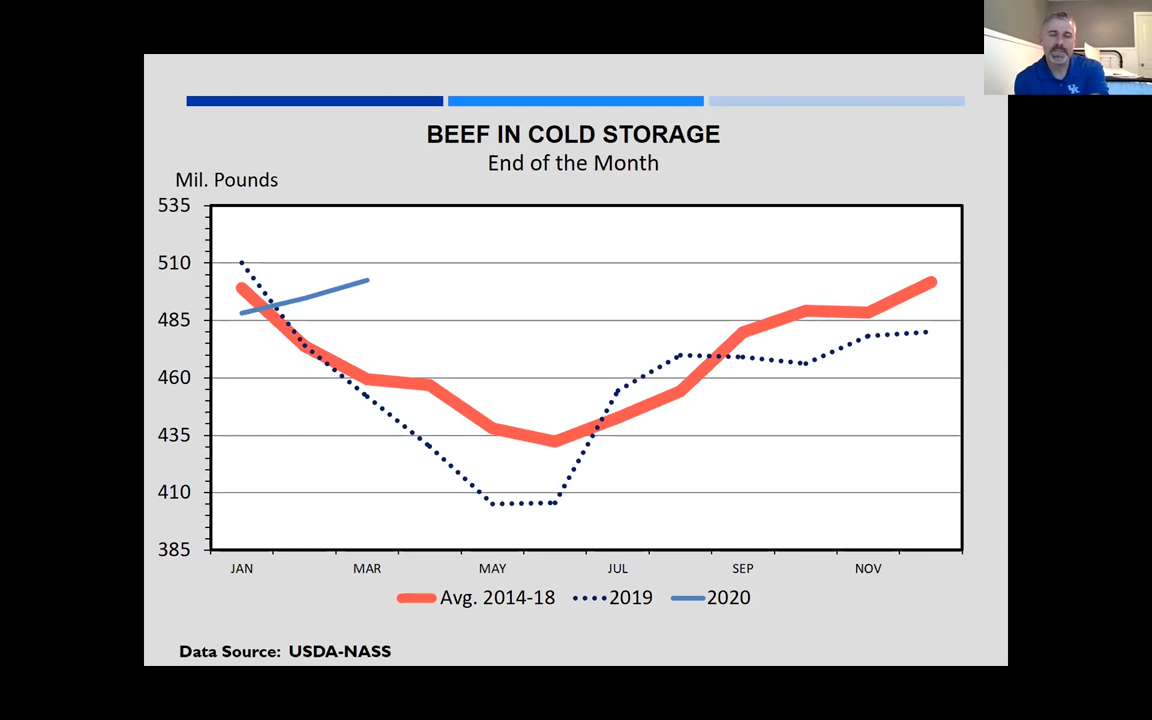 BEEF IN COLD STORAGE
End of the Month
Mil. Pounds
535
510
485
460
435
410
385
JAN MAR MAY JUL SEP NOV
Avg. 2014-18 2019 2020
Data Source: USDA-NASS
UK